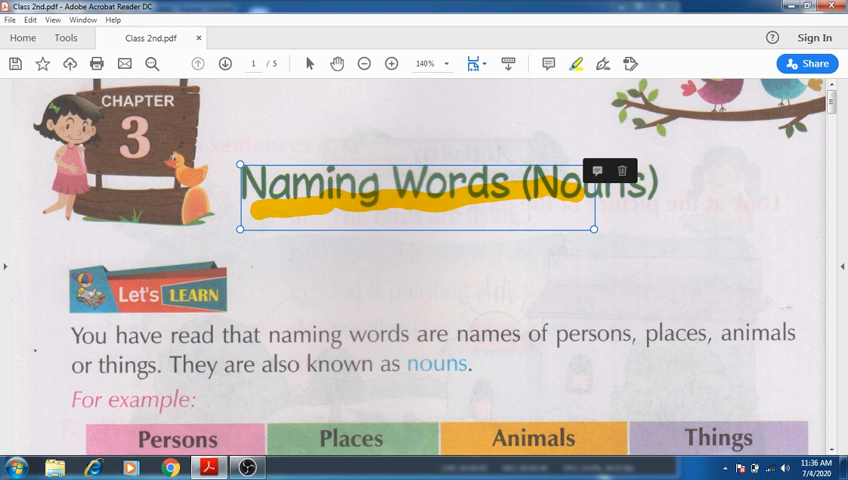 Class 2nd.pdf - Adobe Acrobat Reader DC
File Edit View Window Help
Home Tools Class 2nd.pdf × Sign In
1 / 5 140% Share
CHAPTER
3
Naming Words (Nouns)
Let's LEARN
You have read that naming words are names of persons, places, animals
or things. They are also known as nouns.
For example:
Persons Places Animals Things
11:36 AM
7/4/2020